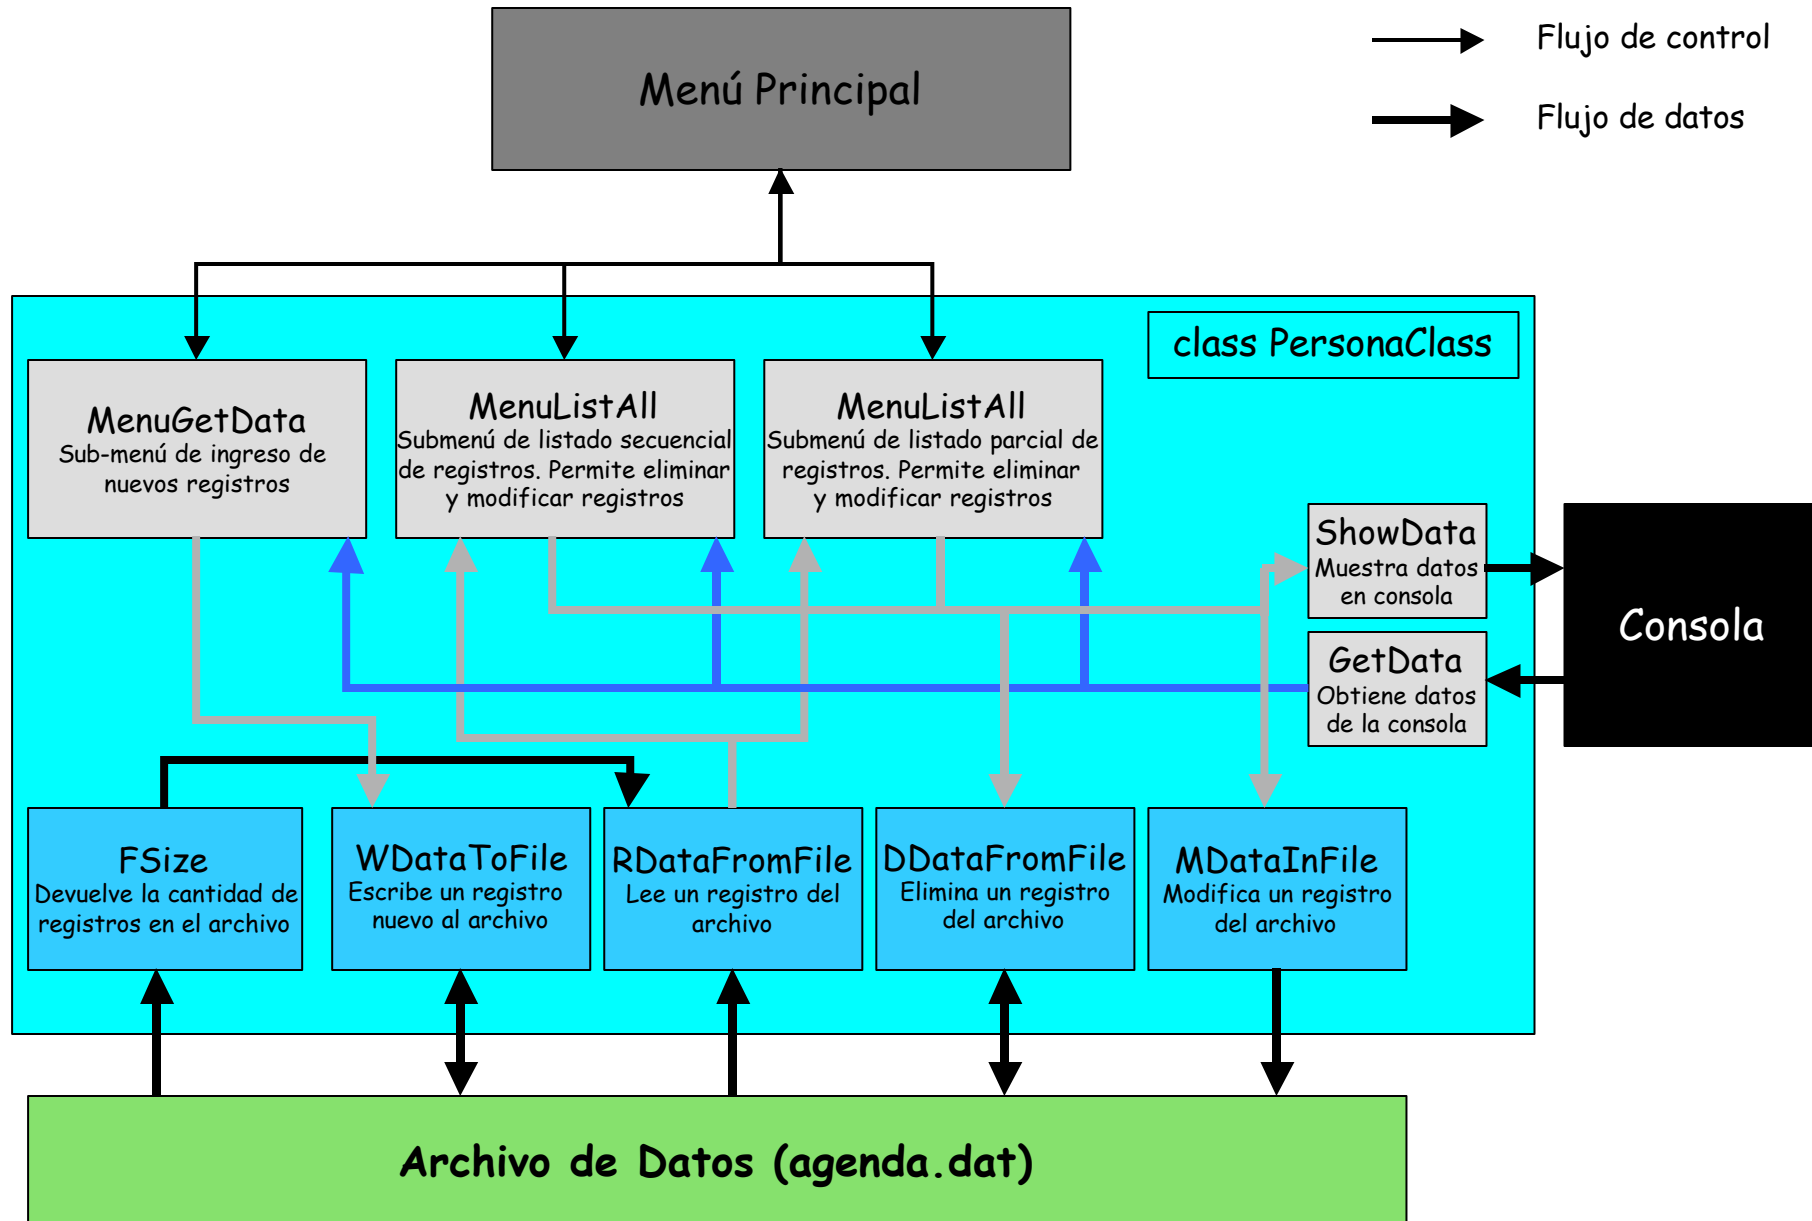 Menú Principal
Flujo de control
Flujo de datos
class PersonaClass
MenuGetData
Sub-menú de ingreso de
nuevos registros
MenuListAll
Submenú de listado secuencial
de registros. Permite eliminar
y modificar registros
MenuListAll
Submenú de listado parcial de
registros. Permite eliminar
y modificar registros
ShowData
Muestra datos
en consola
GetData
Obtiene datos
de la consola
Consola
FSize
Devuelve la cantidad de
registros en el archivo
WDataToFile
Escribe un registro
nuevo al archivo
RDataFromFile
Lee un registro del
archivo
DDataFromFile
Elimina un registro
del archivo
MDataInFile
Modifica un registro
del archivo
Archivo de Datos (agenda.dat)